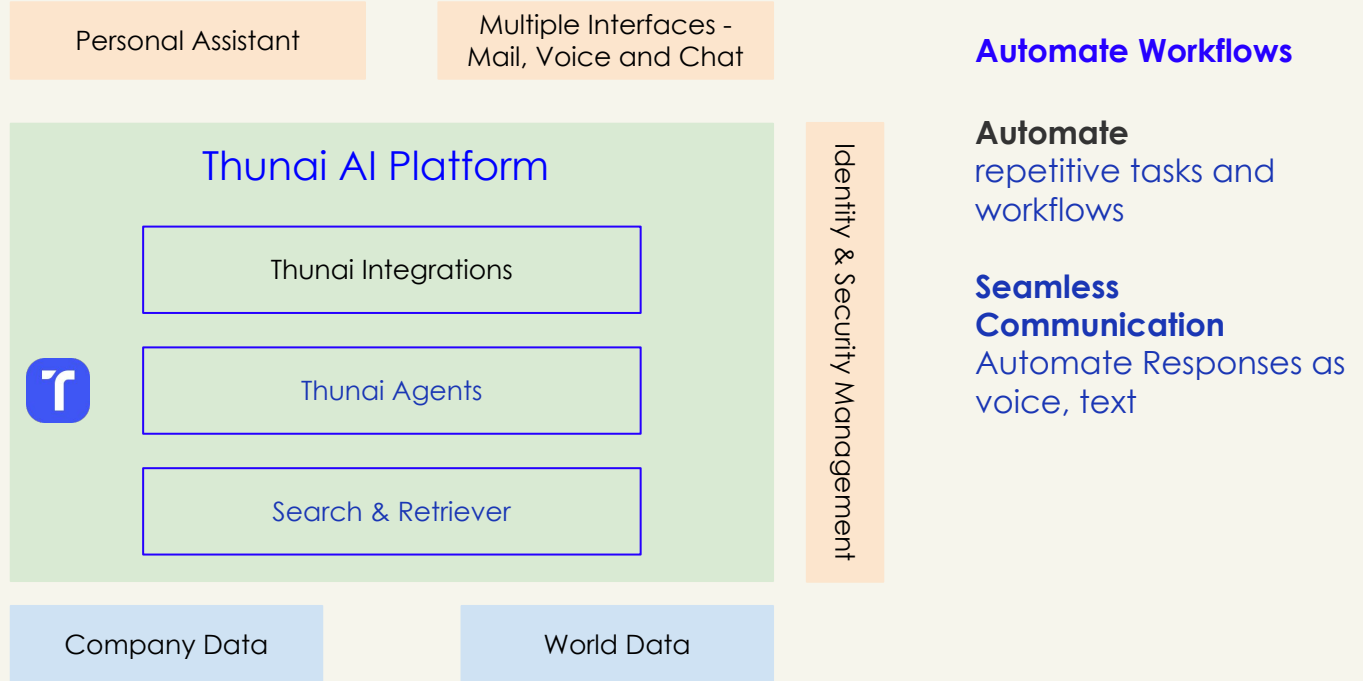 Personal Assistant
Multiple Interfaces -
Mail, Voice and Chat
Thunai AI Platform
Thunai Integrations
Thunai Agents
Search & Retriever
Identity & Security Management
Company Data
World Data
Automate Workflows
Automate
repetitive tasks and
workflows
Seamless
Communication
Automate Responses as
voice, text